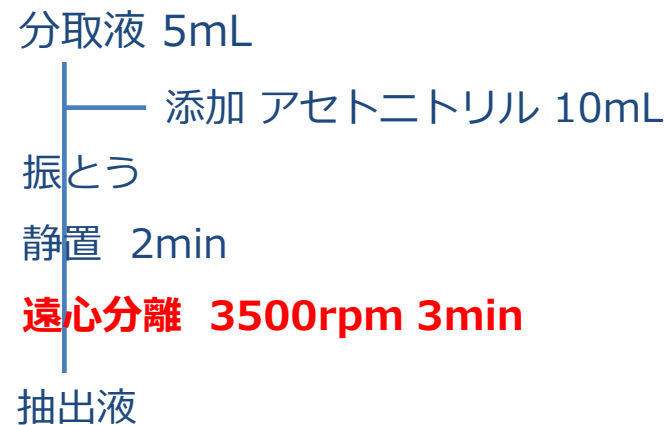 分取液 5mL
添加 アセトニトリル 10mL
振とう
静置 2min
遠心分離 3500rpm 3min
抽出液